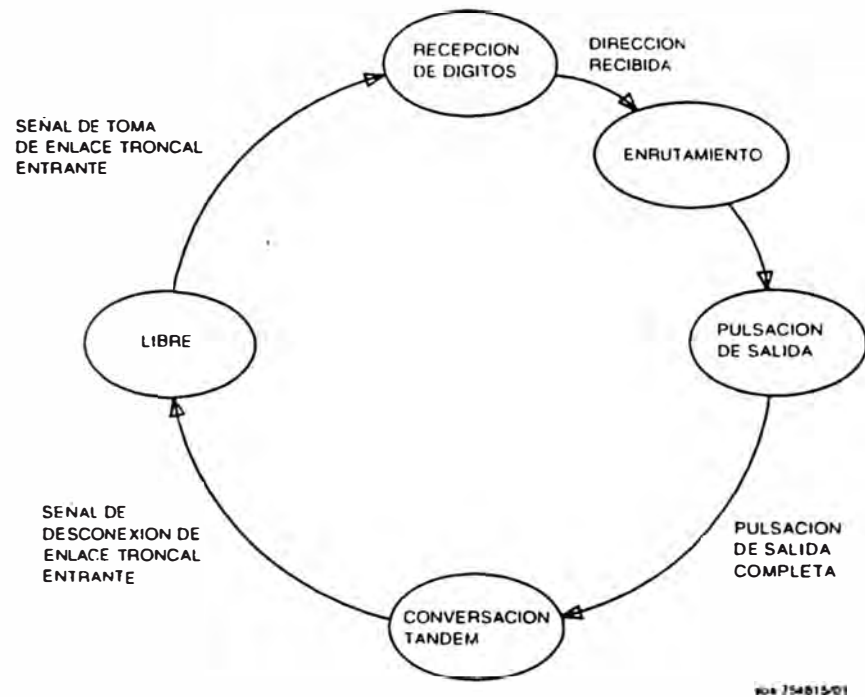 RECEPCION
DE DIGITOS
DIRECCION
RECIBIDA
SEÑAL DE TOMA
DE ENLACE TRONCAL
ENTRANTE
ENRUTAMIENTO
LIBRE
PULSACION
DE SALIDA
SEÑAL DE
DESCONEXION DE
ENLACE TRONCAL
ENTRANTE
PULSACION
DE SALIDA
COMPLETA
CONVERSACION
TANDEM